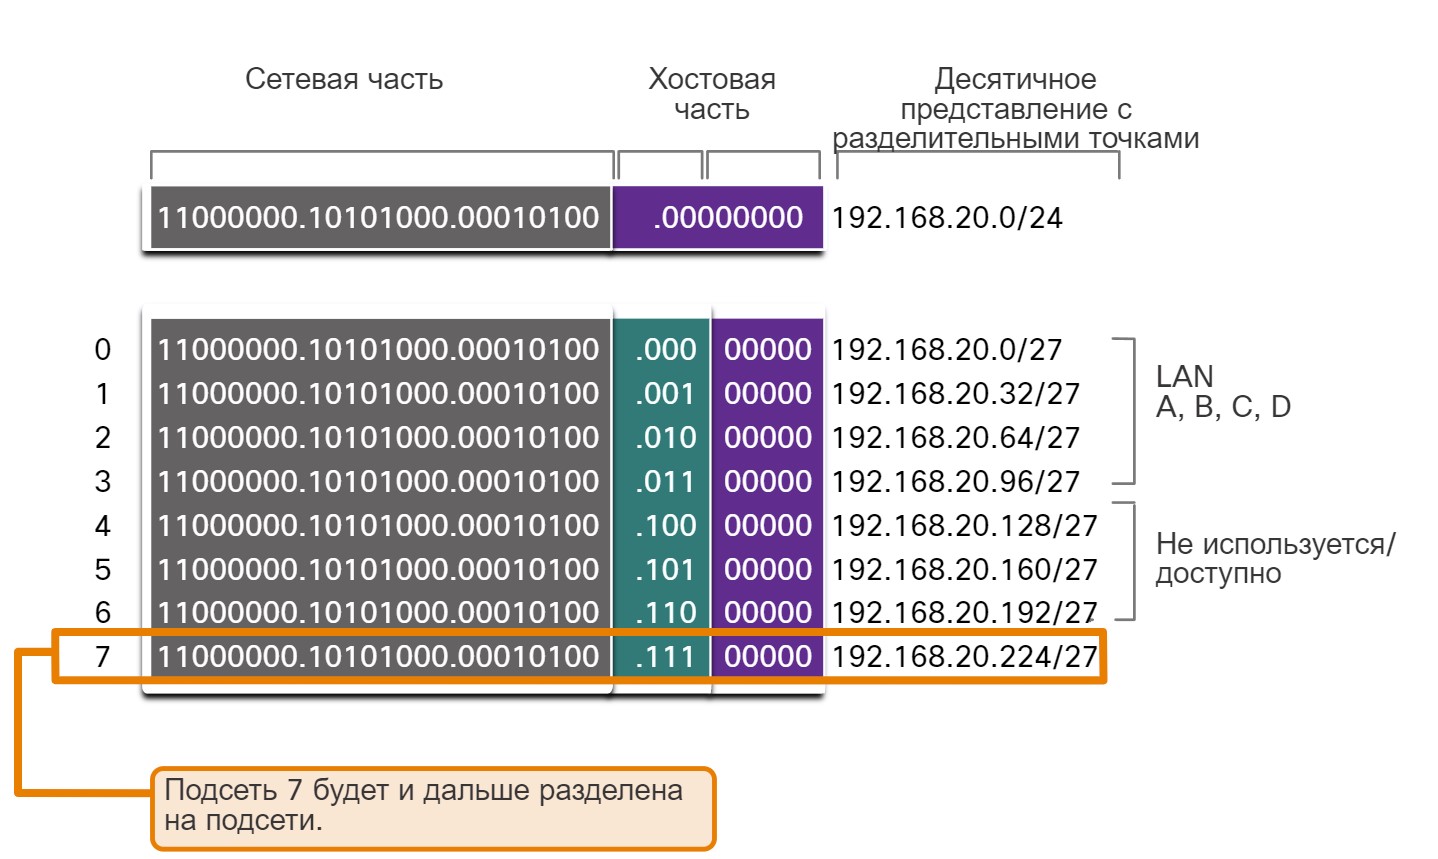 Сетевая часть
Хостовая
часть
Десятичное
представление с
разделительными точками
11000000.10101000.00010100 .00000000 192.168.20.0/24
0 11000000.10101000.00010100 .000 00000 192.168.20.0/27
1 11000000.10101000.00010100 .001 00000 192.168.20.32/27
2 11000000.10101000.00010100 .010 00000 192.168.20.64/27
3 11000000.10101000.00010100 .011 00000 192.168.20.96/27
LAN
A, B, C, D
4 11000000.10101000.00010100 .100 00000 192.168.20.128/27
5 11000000.10101000.00010100 .101 00000 192.168.20.160/27
6 11000000.10101000.00010100 .110 00000 192.168.20.192/27
Не используется/
доступно
7 11000000.10101000.00010100 .111 00000 192.168.20.224/27
Подсеть 7 будет и дальше разделена
на подсети.